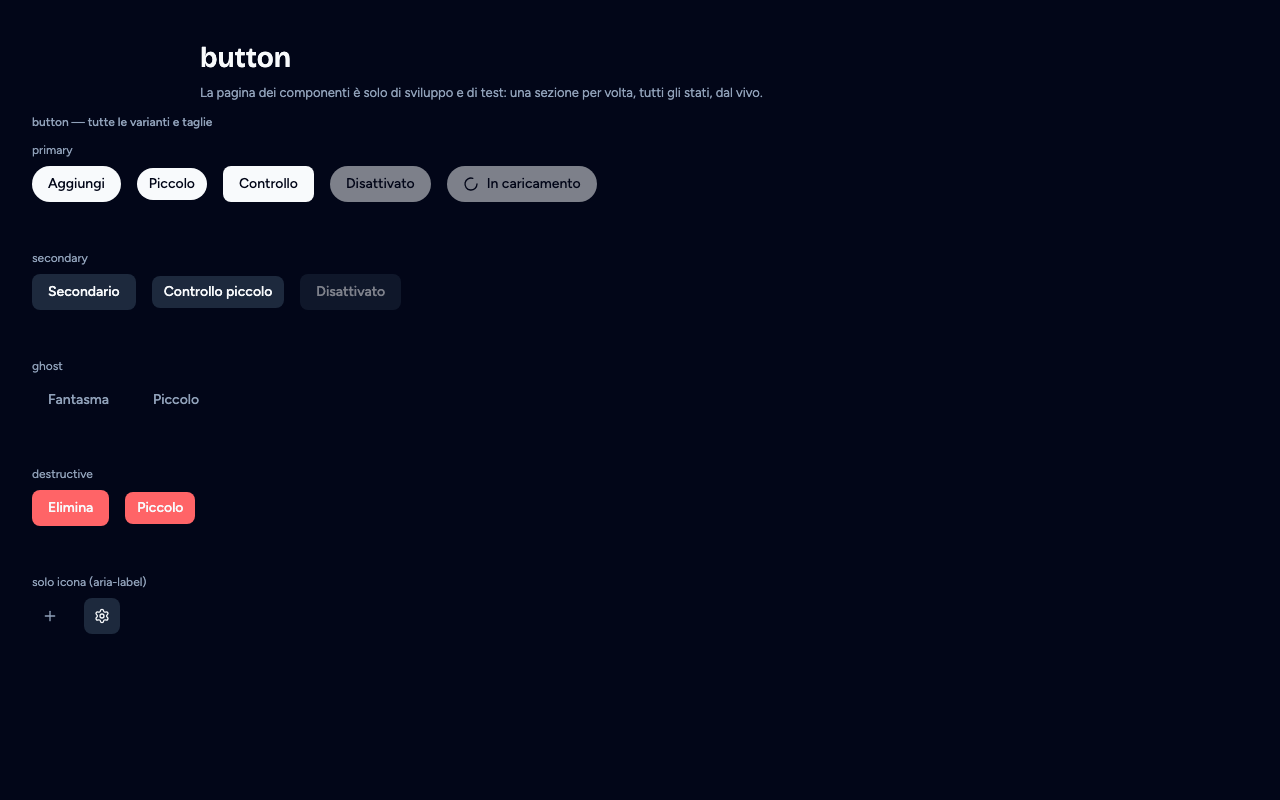 button
La pagina dei componenti è solo di sviluppo e di test: una sezione per volta, tutti gli stati, dal vivo.
button — tutte le varianti e taglie
primary
Aggiungi Piccolo Controllo Disattivato In caricamento
secondary
Secondario Controllo piccolo Disattivato
ghost
Fantasma Piccolo
destructive
Elimina Piccolo
solo icona (aria-label)